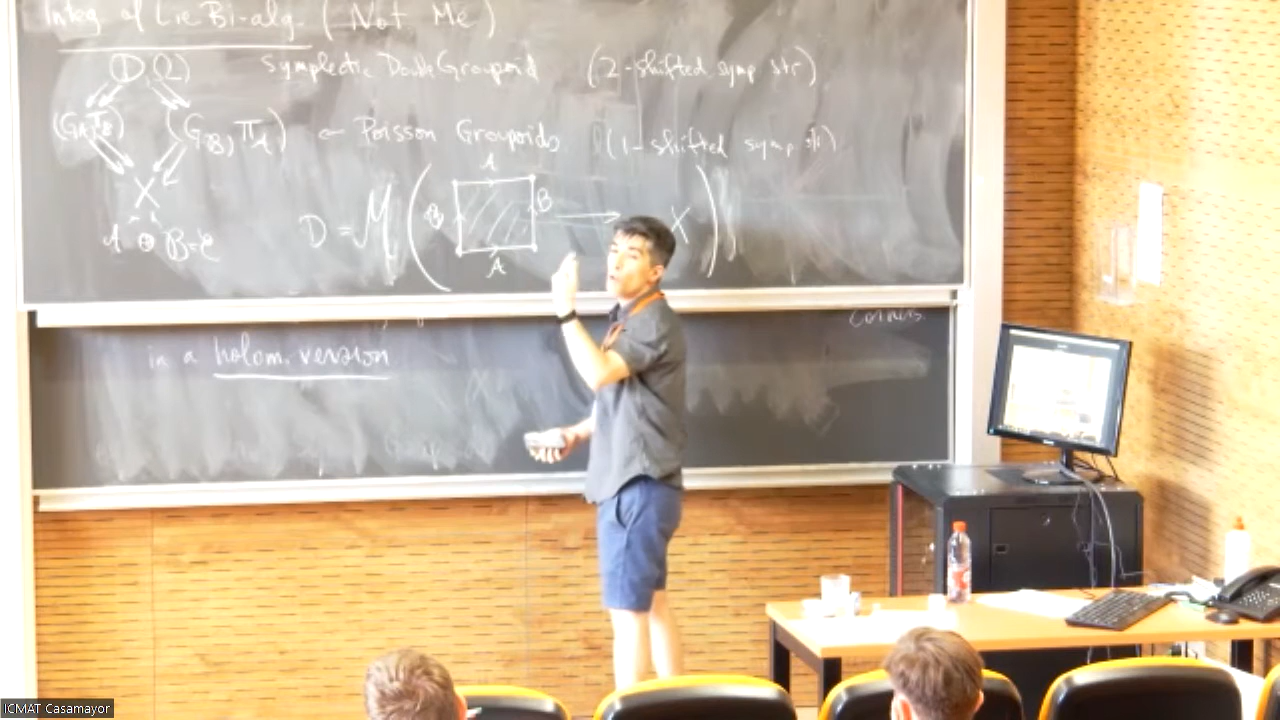 Integ of Lie Bi-alg. (Not Me)
(D, Ω) Symplectic Double Groupoid (2-shifted symp str)
(G_A, π_B) (G_B, π_A) ← Poisson Groupoids (1-shifted symp str)
X
A ⊕ B = E
D = M ( B A B A → X )
Corners.
in a holom. version
ICMAT Casamayor